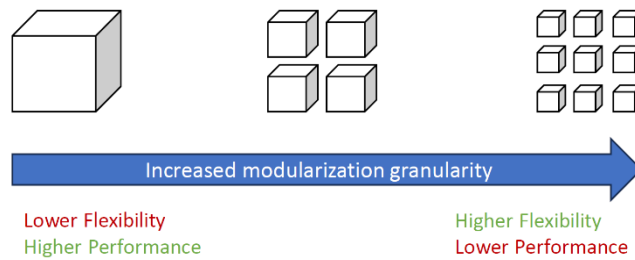 Increased modularization granularity
Lower Flexibility
Higher Performance
Higher Flexibility
Lower Performance